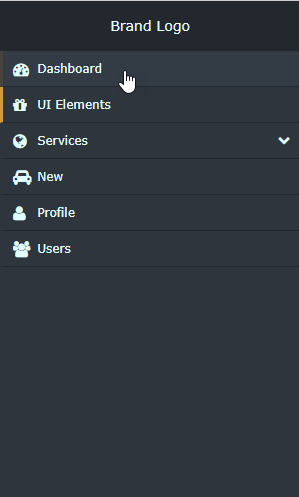 Brand Logo
Dashboard
UI Elements
Services
New
Profile
Users